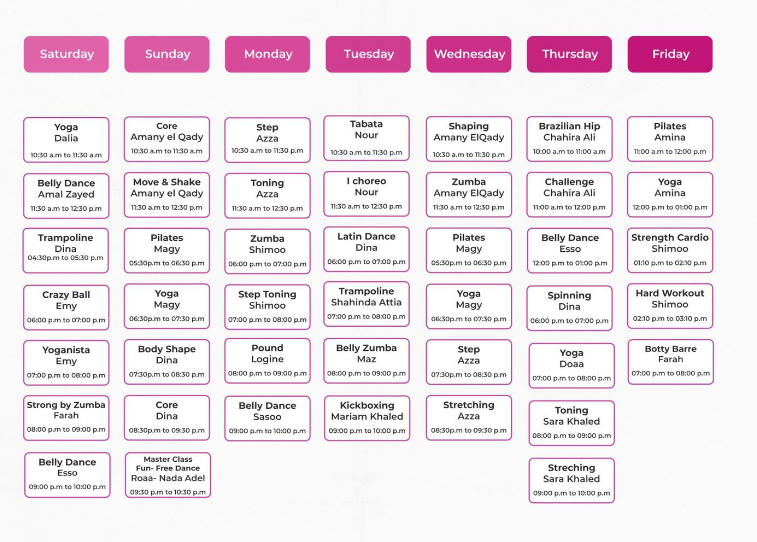 Saturday
Sunday
Monday
Tuesday
Wednesday
Thursday
Friday
Yoga
Dalia
10:30 a.m to 11:30 a.m
Core
Amany el Qady
10:30 a.m to 11:30 a.m
Step
Azza
10:30 a.m to 11:30 p.m
Tabata
Nour
10:30 a.m to 11:30 p.m
Shaping
Amany ElQady
10:30 a.m to 11:30 p.m
Brazilian Hip
Chahira Ali
10:00 a.m to 11:00 a.m
Pilates
Amina
11:00 a.m to 12:00 p.m
Belly Dance
Amal Zayed
11:30 a.m to 12:30 p.m
Move & Shake
Amany el Qady
11:30 a.m to 12:30 p.m
Toning
Azza
11:30 a.m to 12:30 p.m
I choreo
Nour
11:30 a.m to 12:30 p.m
Zumba
Amany ElQady
11:30 a.m to 12:30 p.m
Challenge
Chahira Ali
11:00 a.m to 12:00 p.m
Yoga
Amina
12:00 p.m to 01:00 p.m
Trampoline
Dina
04:30p.m to 05:30 p.m
Pilates
Magy
05:30p.m to 06:30 p.m
Zumba
Shimoo
06:00 p.m to 07:00 p.m
Latin Dance
Dina
06:00 p.m to 07:00 p.m
Pilates
Magy
05:30p.m to 06:30 p.m
Belly Dance
Esso
12:00 p.m to 01:00 p.m
Strength Cardio
Shimoo
01:10 p.m to 02:10 p.m
Crazy Ball
Emy
06:00 p.m to 07:00 p.m
Yoga
Magy
06:30p.m to 07:30 p.m
Step Toning
Shimoo
07:00 p.m to 08:00 p.m
Trampoline
Shahinda Attia
07:00 p.m to 08:00 p.m
Yoga
Magy
06:30p.m to 07:30 p.m
Spinning
Dina
06:00 p.m to 07:00 p.m
Hard Workout
Shimoo
02:10 p.m to 03:10 p.m
Yoganista
Emy
07:00 p.m to 08:00 p.m
Body Shape
Dina
07:30p.m to 08:30 p.m
Pound
Logine
08:00 p.m to 09:00 p.m
Belly Zumba
Maz
08:00 p.m to 09:00 p.m
Step
Azza
07:30p.m to 08:30 p.m
Yoga
Doaa
07:00 p.m to 08:00 p.m
Botty Barre
Farah
07:00 p.m to 08:00 p.m
Strong by Zumba
Farah
08:00 p.m to 09:00 p.m
Core
Dina
08:30p.m to 09:30 p.m
Belly Dance
Sasoo
09:00 p.m to 10:00 p.m
Kickboxing
Mariam Khaled
09:00 p.m to 10:00 p.m
Stretching
Azza
08:30p.m to 09:30 p.m
Toning
Sara Khaled
08:00 p.m to 09:00 p.m
Belly Dance
Esso
09:00 p.m to 10:00 p.m
Master Class
Fun- Free Dance
Roaa- Nada Adel
09:30 p.m to 10:30 p.m
Streching
Sara Khaled
09:00 p.m to 10:00 p.m